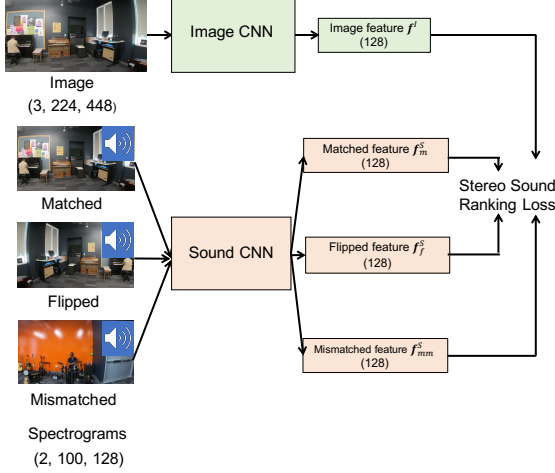 Image CNN
Image feature f^I
(128)
Image
(3, 224, 448)
Matched
Matched feature f^S_m
(128)
Stereo Sound
Ranking Loss
Sound CNN
Flipped feature f^S_f
(128)
Flipped
Mismatched feature f^S_mm
(128)
Mismatched
Spectrograms
(2, 100, 128)